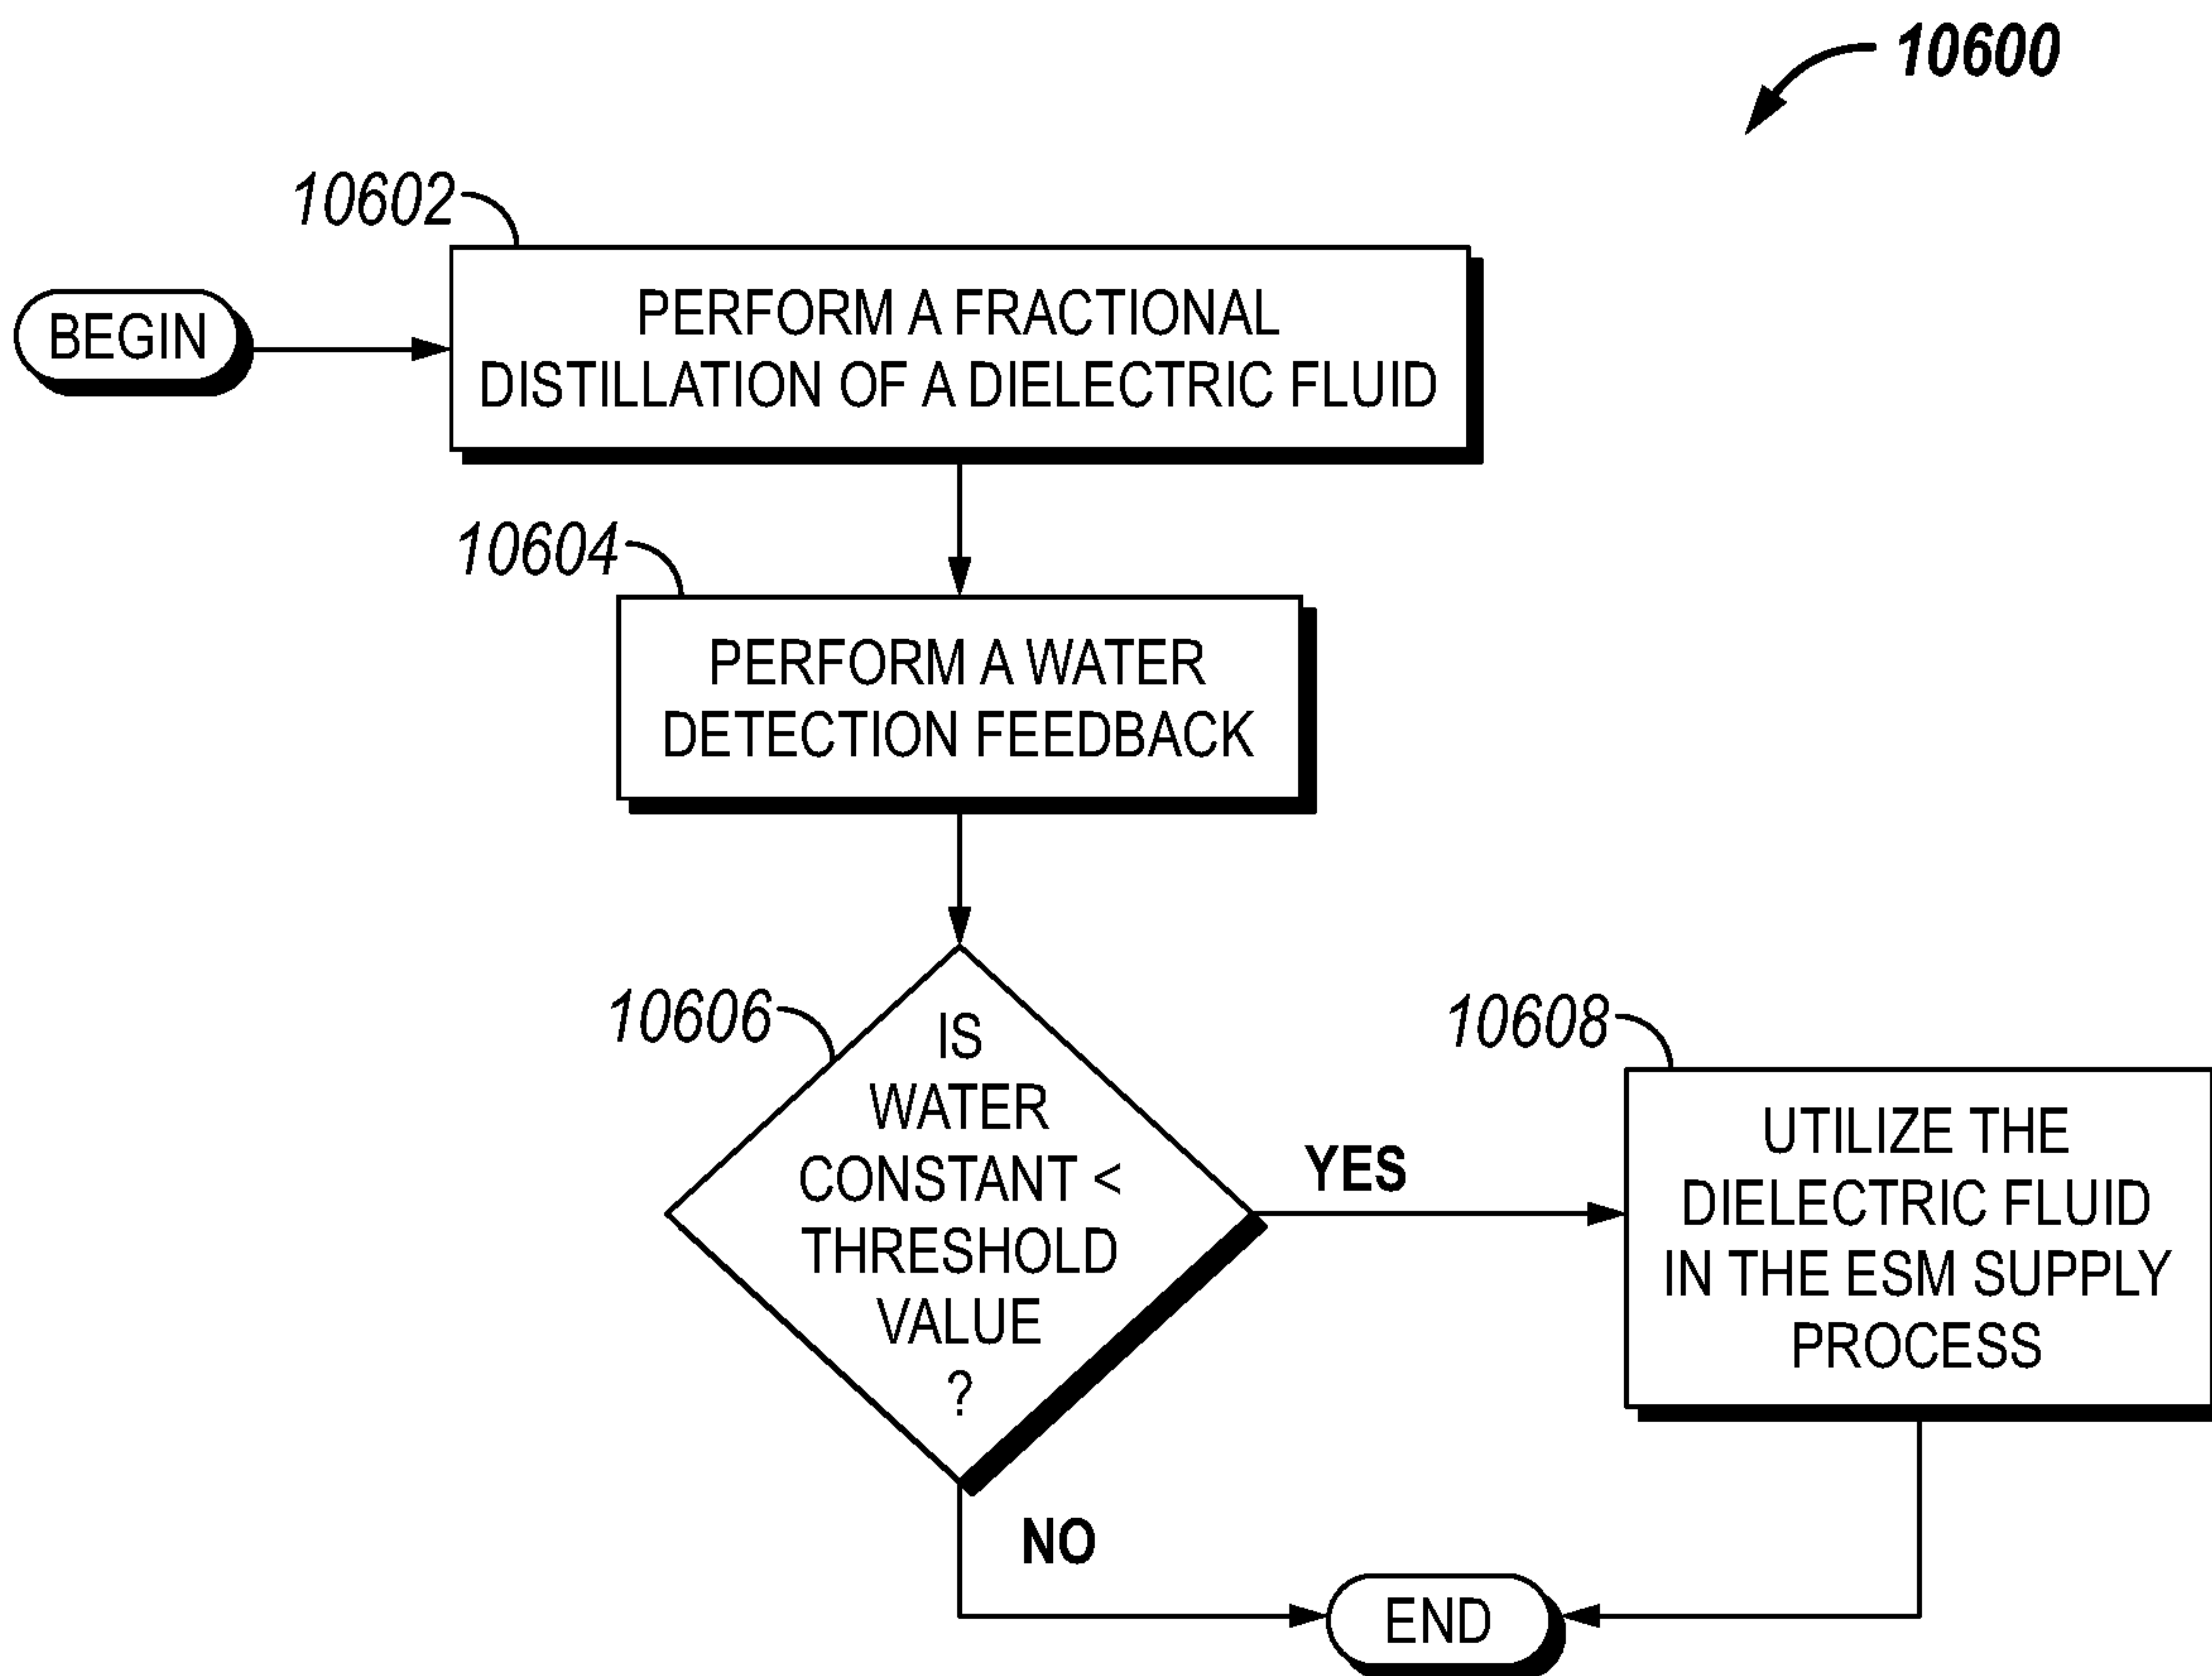 10600
10602
BEGIN
PERFORM A FRACTIONAL
DISTILLATION OF A DIELECTRIC FLUID
10604
PERFORM A WATER
DETECTION FEEDBACK
10606
IS
WATER
CONSTANT <
THRESHOLD
VALUE
?
YES
10608
UTILIZE THE
DIELECTRIC FLUID
IN THE ESM SUPPLY
PROCESS
NO
END